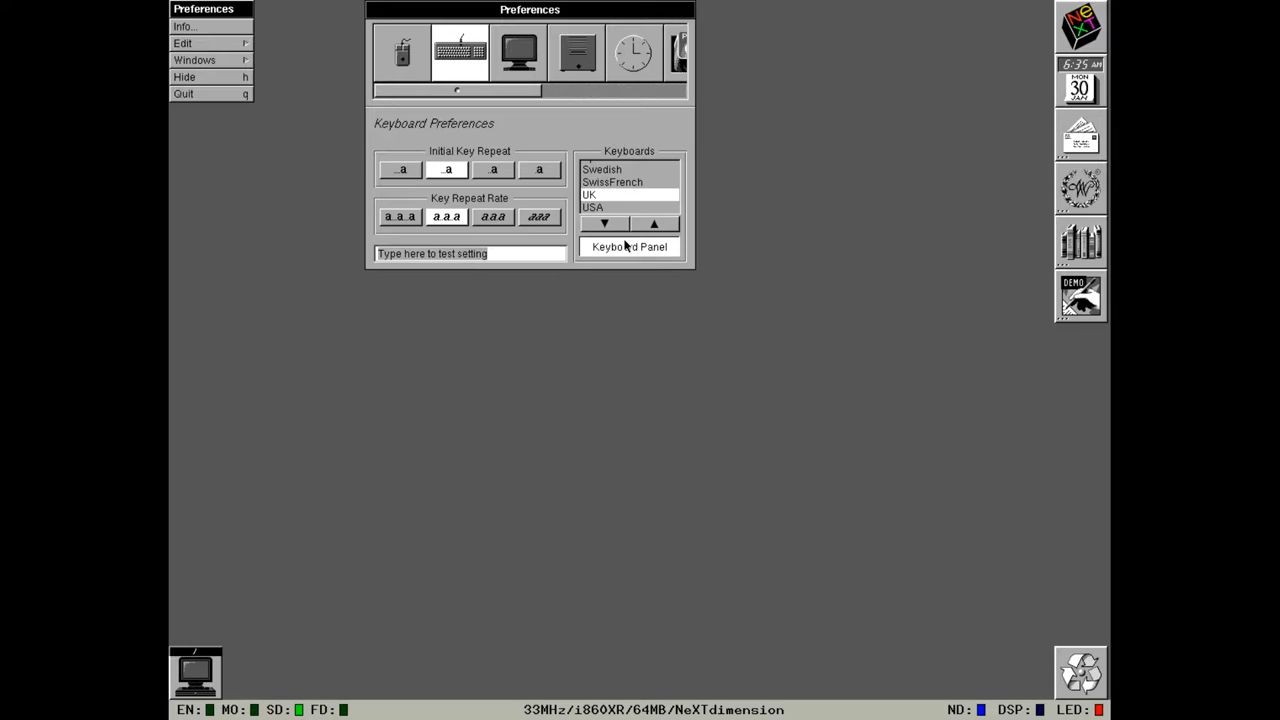 Preferences
Info...
Edit
Windows
Hide h
Quit q
Preferences
Keyboard Preferences
Initial Key Repeat
...a
..a
.a
.a
Key Repeat Rate
a...a...a
a..a..a
a.a.a
aaa
Type here to test setting
Keyboards
Swedish
SwissFrench
UK
USA
Keyboard Panel
NeXT
6:35 AM
MON
30
JAN
DEMO
/
EN: MO: SD: FD: 33MHz/i860XR/64MB/NeXTdimension ND: DSP: LED: